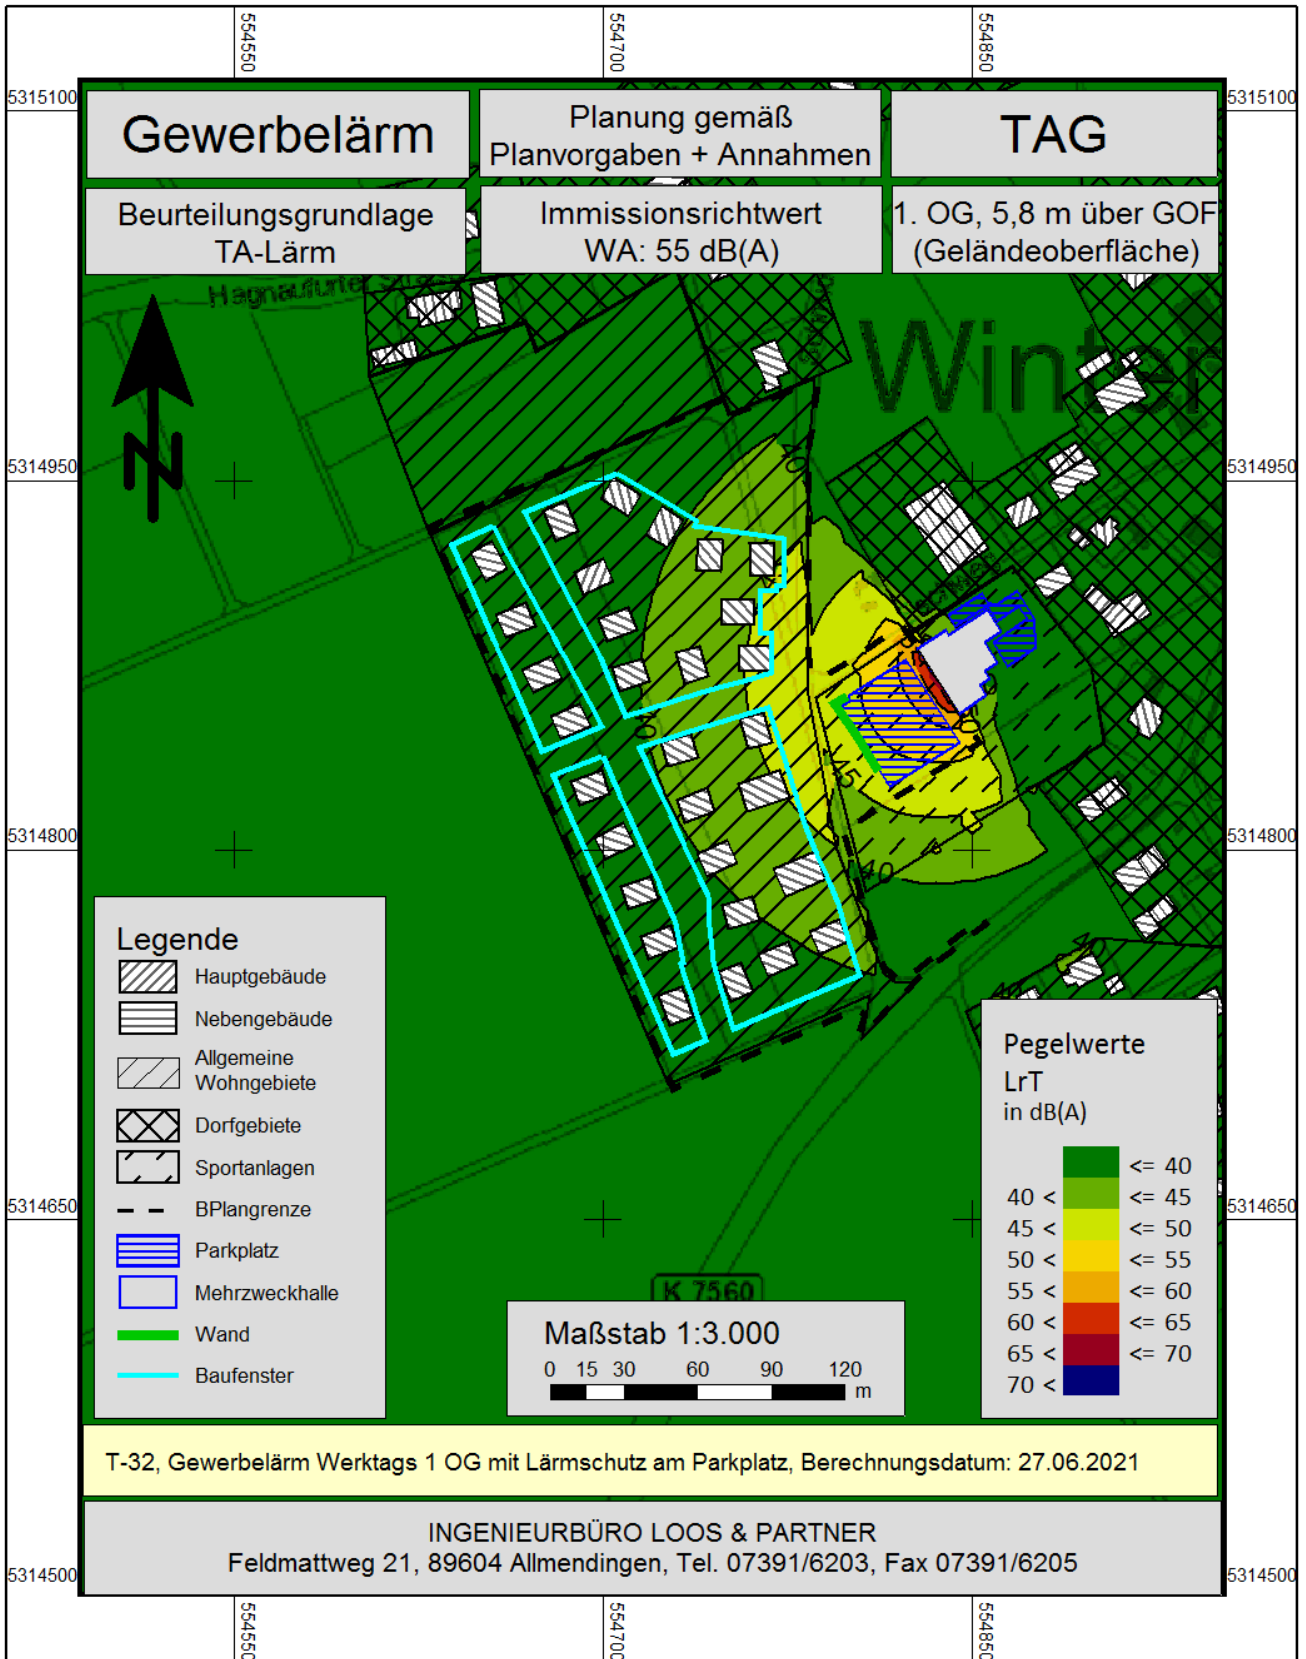 554550
554700
554850
5315100
5315100
Gewerbelärm
Planung gemäß
Planvorgaben + Annahmen
TAG
Beurteilungsgrundlage
TA-Lärm
Immissionsrichtwert
WA: 55 dB(A)
1. OG, 5,8 m über GOF
(Geländeoberfläche)
Winter
N
40
5314950
5314950
40
45
50
5314800
5314800
40
40
40
Legende
Hauptgebäude
Nebengebäude
Allgemeine
Wohngebiete
Dorfgebiete
Sportanlagen
BPlangrenze
Parkplatz
Mehrzweckhalle
Wand
Baufenster
Pegelwerte
LrT
in dB(A)
<= 40
40 < <= 45
45 < <= 50
50 < <= 55
55 < <= 60
60 < <= 65
65 < <= 70
70 <
5314650
5314650
K 7560
Maßstab 1:3.000
0 15 30 60 90 120
m
T-32, Gewerbelärm Werktags 1 OG mit Lärmschutz am Parkplatz, Berechnungsdatum: 27.06.2021
INGENIEURBÜRO LOOS & PARTNER
Feldmattweg 21, 89604 Allmendingen, Tel. 07391/6203, Fax 07391/6205
5314500
5314500
554550
554700
554850